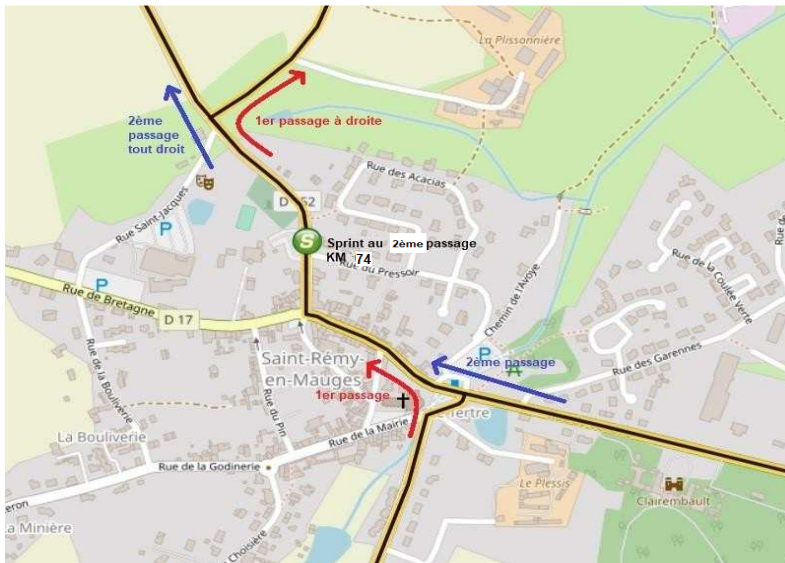 La Plissonnière
2ème
passage
tout droit
1er passage à droite
Rue des Acacias
Rue Saint-Jacques
P
S
Sprint au 2ème passage
KM 74
Rue du Pressoir
Chemin de l'Avoye
Rue de la Coulée Verte
P
Rue de Bretagne
D 17
P
2ème passage
Rue des Garennes
Saint-Rémy-
en-Mauges
1er passage
Rue de la Bouliverie
Rue du Pin
Rue de la Mairie
Tertre
La Bouliverie
Rue de la Godinerie
Le Plessis
Clairembault
La Minière
Choisière